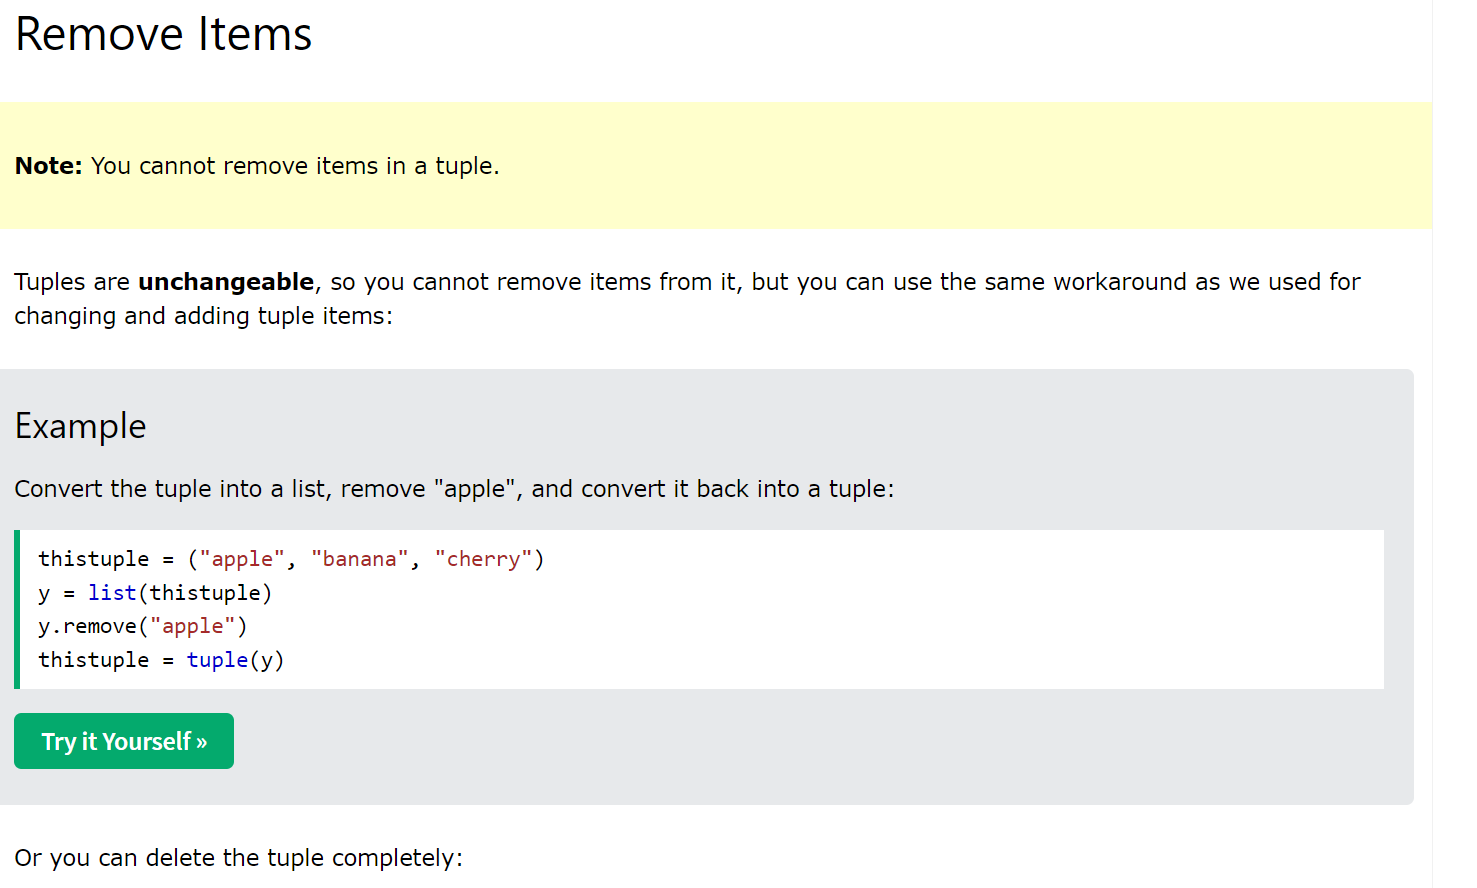 Remove Items
Note: You cannot remove items in a tuple.
Tuples are unchangeable, so you cannot remove items from it, but you can use the same workaround as we used for
changing and adding tuple items:
Example
Convert the tuple into a list, remove "apple", and convert it back into a tuple:
thistuple = ("apple", "banana", "cherry")
y = list(thistuple)
y.remove("apple")
thistuple = tuple(y)
Try it Yourself »
Or you can delete the tuple completely: